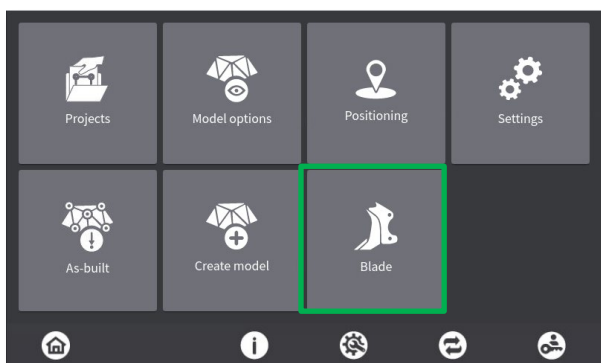 Projects
Model options
Positioning
Settings
As-built
Create model
Blade